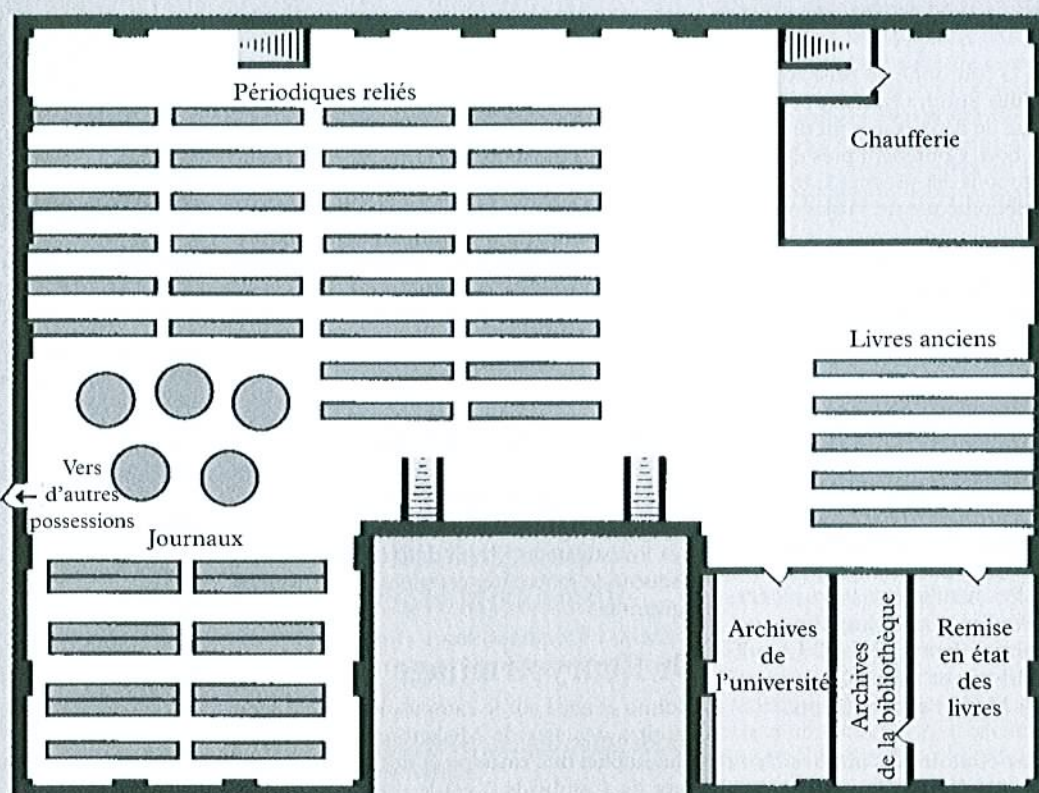 Périodiques reliés
Chaufferie
Livres anciens
Vers
d'autres
possessions
Journaux
Archives
de
l'université
Archives
de la bibliothèque
Remise
en état
des
livres